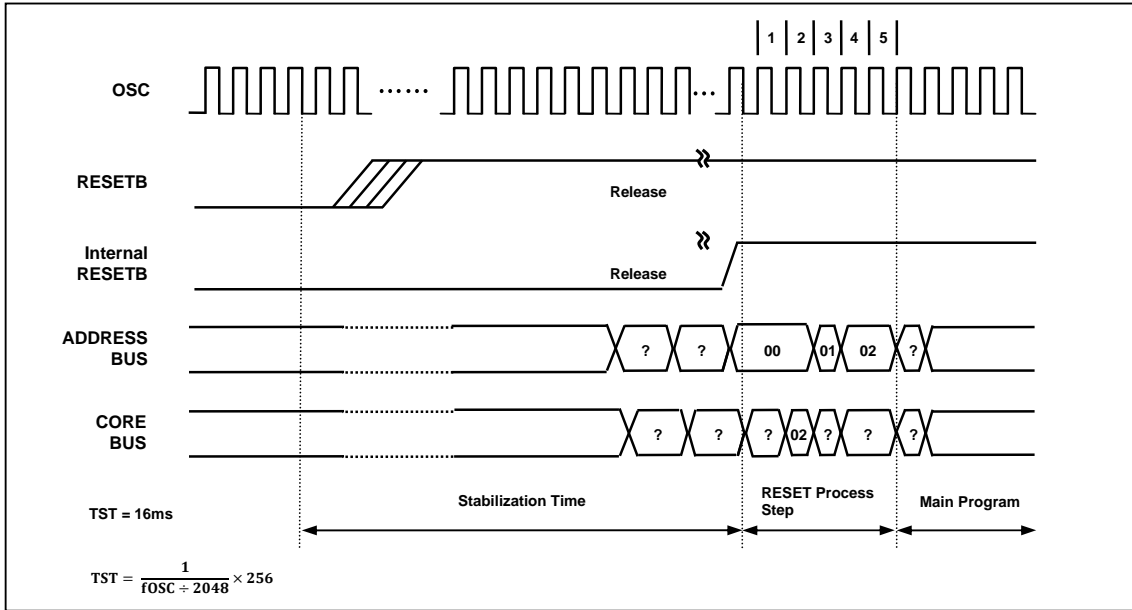 1 2 3 4 5
OSC
...... ...
RESETB
Release
Internal
RESETB
Release
ADDRESS
BUS
? ? 00 01 02 ?
CORE
BUS
? ? ? 02 ? ? ?
TST = 16ms
Stabilization Time
RESET Process
Step
Main Program
TST = 1 / (fOSC ÷ 2048) × 256